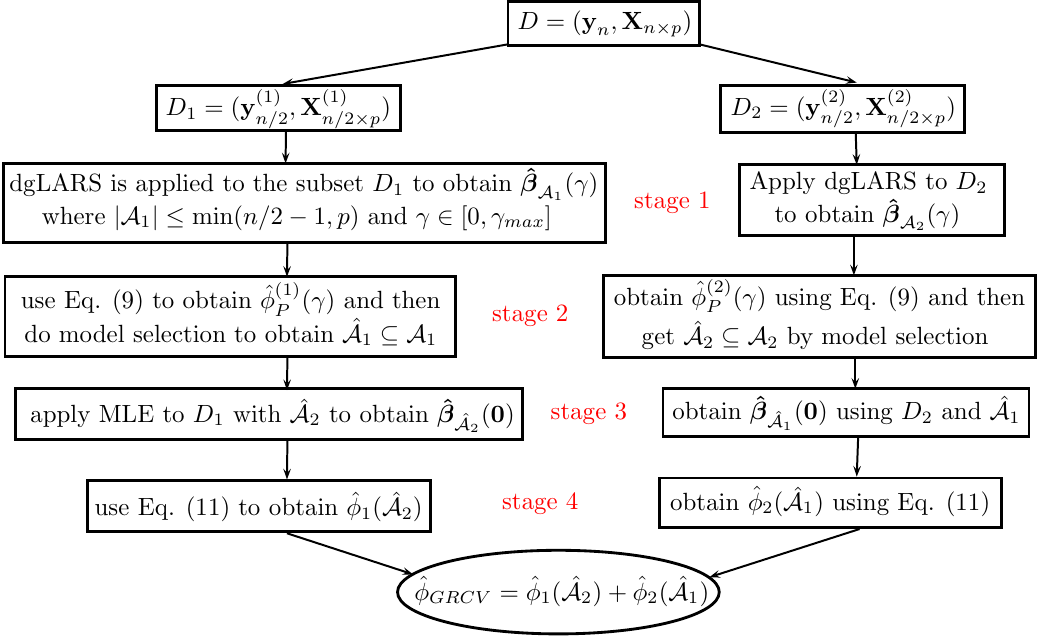 $D = (\mathbf{y}_n, \mathbf{X}_{n \times p})$
$D_1 = (\mathbf{y}^{(1)}_{n/2}, \mathbf{X}^{(1)}_{n/2 \times p})$
$D_2 = (\mathbf{y}^{(2)}_{n/2}, \mathbf{X}^{(2)}_{n/2 \times p})$
dgLARS is applied to the subset $D_1$ to obtain $\hat{\boldsymbol{\beta}}_{\mathcal{A}_1}(\gamma)$
where $|\mathcal{A}_1| \leq \min(n/2 - 1, p)$ and $\gamma \in [0, \gamma_{max}]$
stage 1
Apply dgLARS to $D_2$
to obtain $\hat{\boldsymbol{\beta}}_{\mathcal{A}_2}(\gamma)$
use Eq. (9) to obtain $\hat{\phi}^{(1)}_P(\gamma)$ and then
do model selection to obtain $\hat{\mathcal{A}}_1 \subseteq \mathcal{A}_1$
stage 2
obtain $\hat{\phi}^{(2)}_P(\gamma)$ using Eq. (9) and then
get $\hat{\mathcal{A}}_2 \subseteq \mathcal{A}_2$ by model selection
apply MLE to $D_1$ with $\hat{\mathcal{A}}_2$ to obtain $\hat{\boldsymbol{\beta}}_{\hat{\mathcal{A}}_2}(\mathbf{0})$
stage 3
obtain $\hat{\boldsymbol{\beta}}_{\hat{\mathcal{A}}_1}(\mathbf{0})$ using $D_2$ and $\hat{\mathcal{A}}_1$
use Eq. (11) to obtain $\hat{\phi}_1(\hat{\mathcal{A}}_2)$
stage 4
obtain $\hat{\phi}_2(\hat{\mathcal{A}}_1)$ using Eq. (11)
$\hat{\phi}_{GRCV} = \hat{\phi}_1(\hat{\mathcal{A}}_2) + \hat{\phi}_2(\hat{\mathcal{A}}_1)$